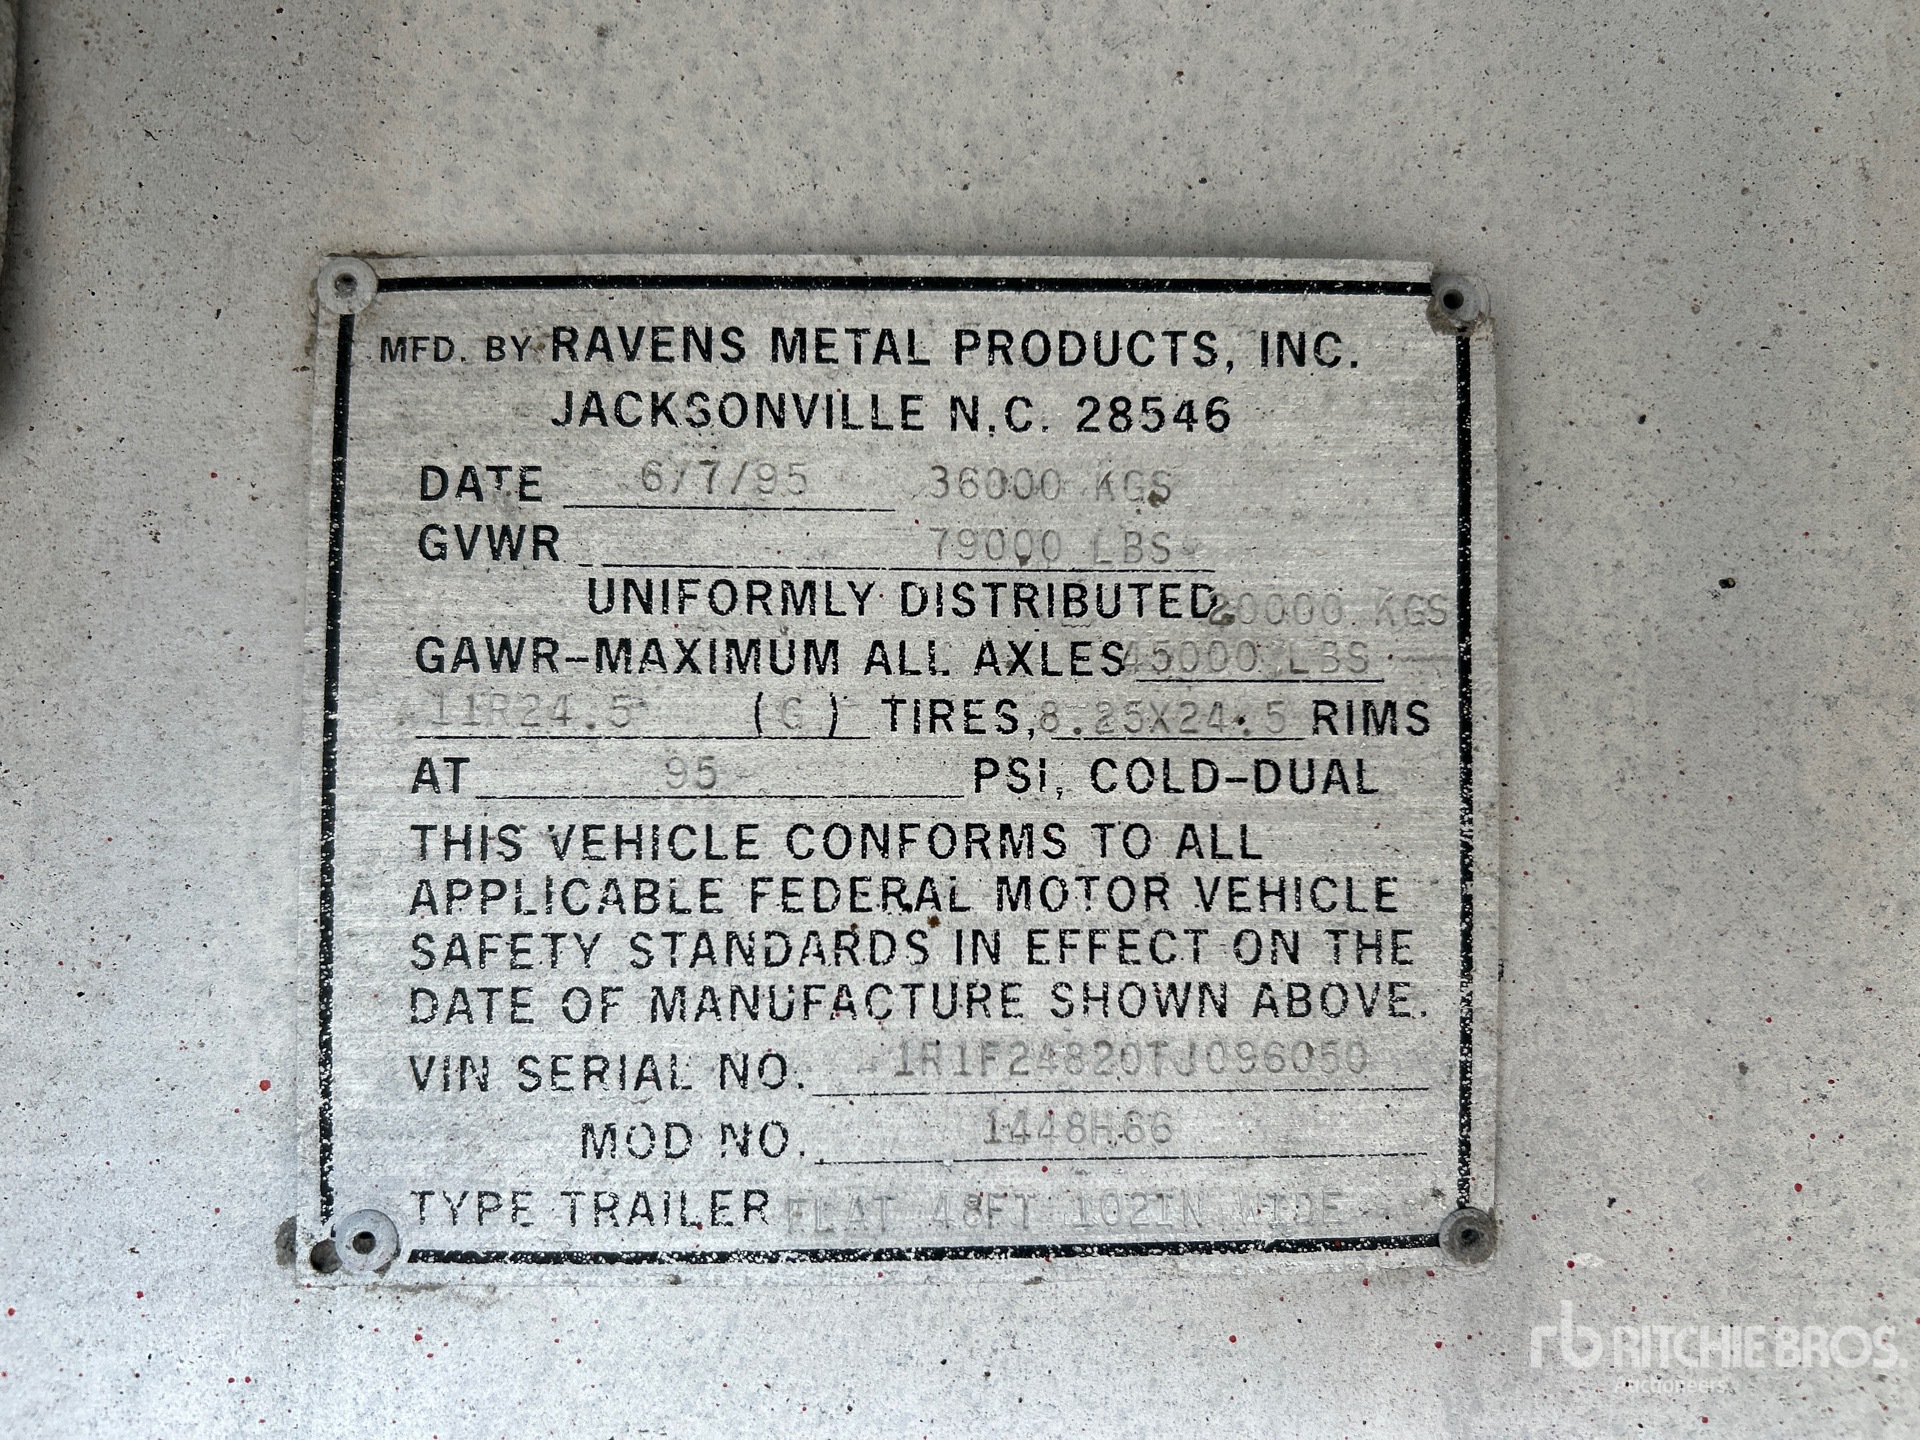 MFD. BY RAVENS METAL PRODUCTS, INC.
JACKSONVILLE N.C. 28546
DATE 6/7/95 36000 KGS
GVWR 79000 LBS
UNIFORMLY DISTRIBUTED 20000 KGS
GAWR-MAXIMUM ALL AXLES 45000 LBS
11R24.5 (G) TIRES, 8.25X24.5 RIMS
AT 95 PSI, COLD-DUAL
THIS VEHICLE CONFORMS TO ALL
APPLICABLE FEDERAL MOTOR VEHICLE
SAFETY STANDARDS IN EFFECT ON THE
DATE OF MANUFACTURE SHOWN ABOVE.
VIN SERIAL NO. 1R1F24820TJ096050
MOD NO. 1448H66
TYPE TRAILER FLAT 48FT 102IN WIDE
rb RITCHIE BROS.
Auctioneers